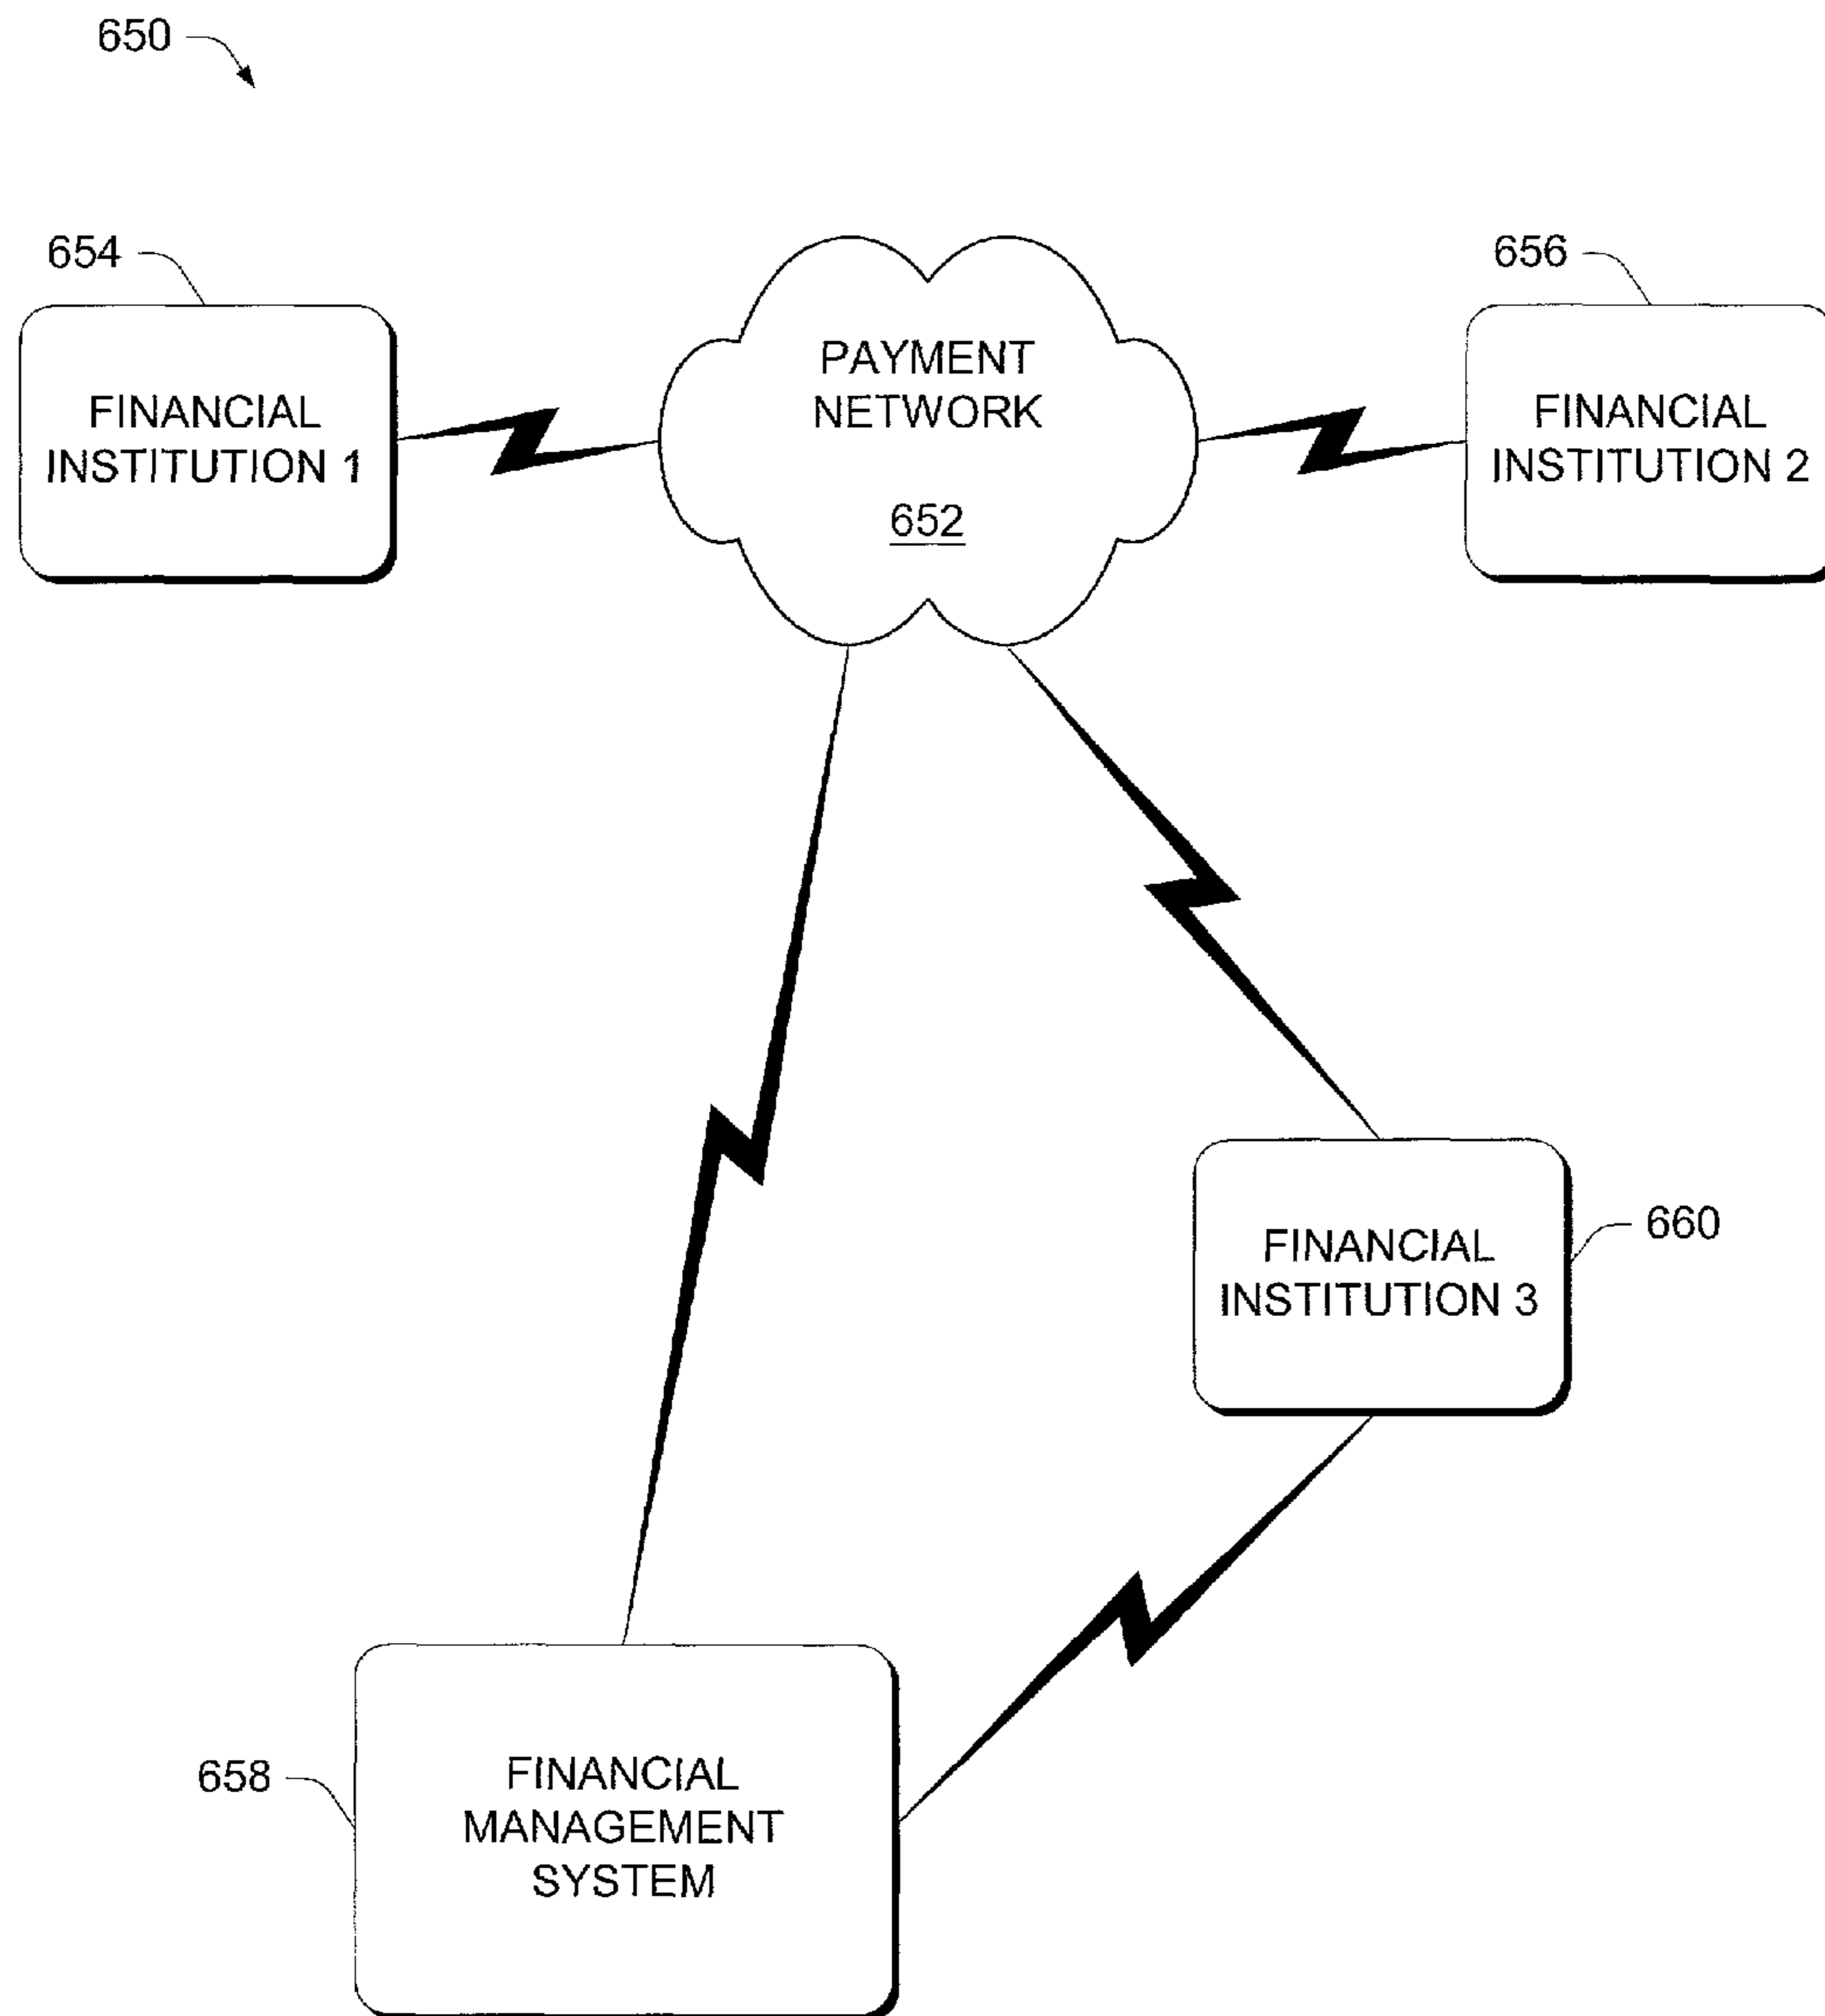 650
654
656
PAYMENT
NETWORK
652
FINANCIAL
INSTITUTION 1
FINANCIAL
INSTITUTION 2
660
FINANCIAL
INSTITUTION 3
658
FINANCIAL
MANAGEMENT
SYSTEM